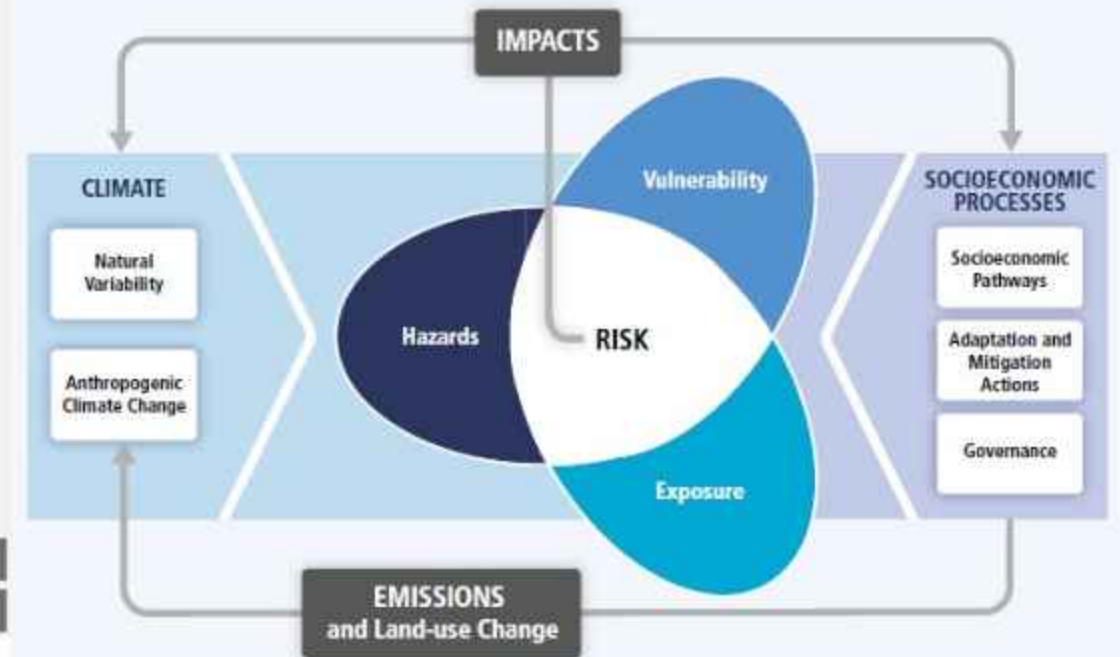 IMPACTS
CLIMATE
Natural
Variability
Anthropogenic
Climate Change
Vulnerability
Hazards
RISK
Exposure
SOCIOECONOMIC
PROCESSES
Socioeconomic
Pathways
Adaptation and
Mitigation
Actions
Governance
EMISSIONS
and Land-use Change